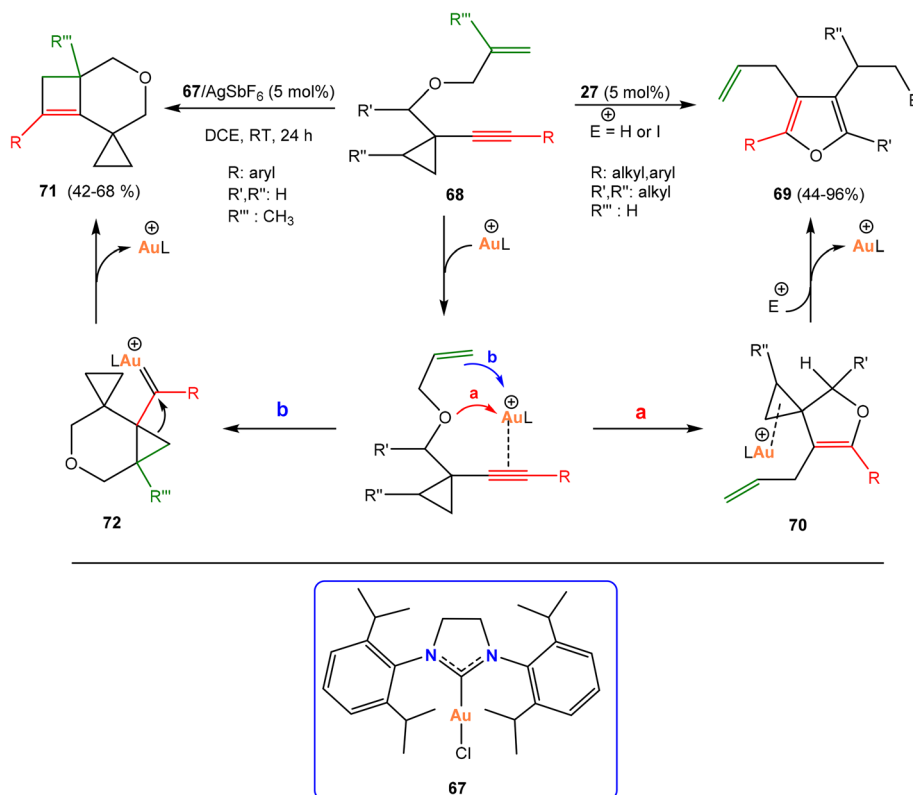 R'''
O
R
71 (42-68 %)
67/AgSbF6 (5 mol%)
DCE, RT, 24 h
R: aryl
R',R'': H
R''' : CH3
R'''
O
R'
R''
R
68
27 (5 mol%)
⊕
E = H or I
R: alkyl,aryl
R',R'': alkyl
R''' : H
R''
E
R
O
R'
69 (44-96%)
⊕
AuL
⊕
AuL
⊕
AuL
⊕
E
⊕
LAu
R
O
R'''
72
b
b
a
⊕
AuL
O
R'
R''
R
a
R''
H
R'
O
⊕
LAu
R
70
N
N
Au
Cl
67